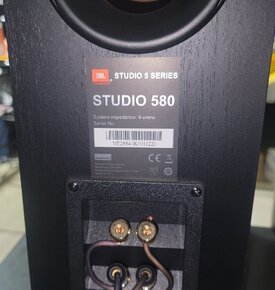 JBL STUDIO 5 SERIES
STUDIO 580
System Impedance: 6 ohms
Serial No.